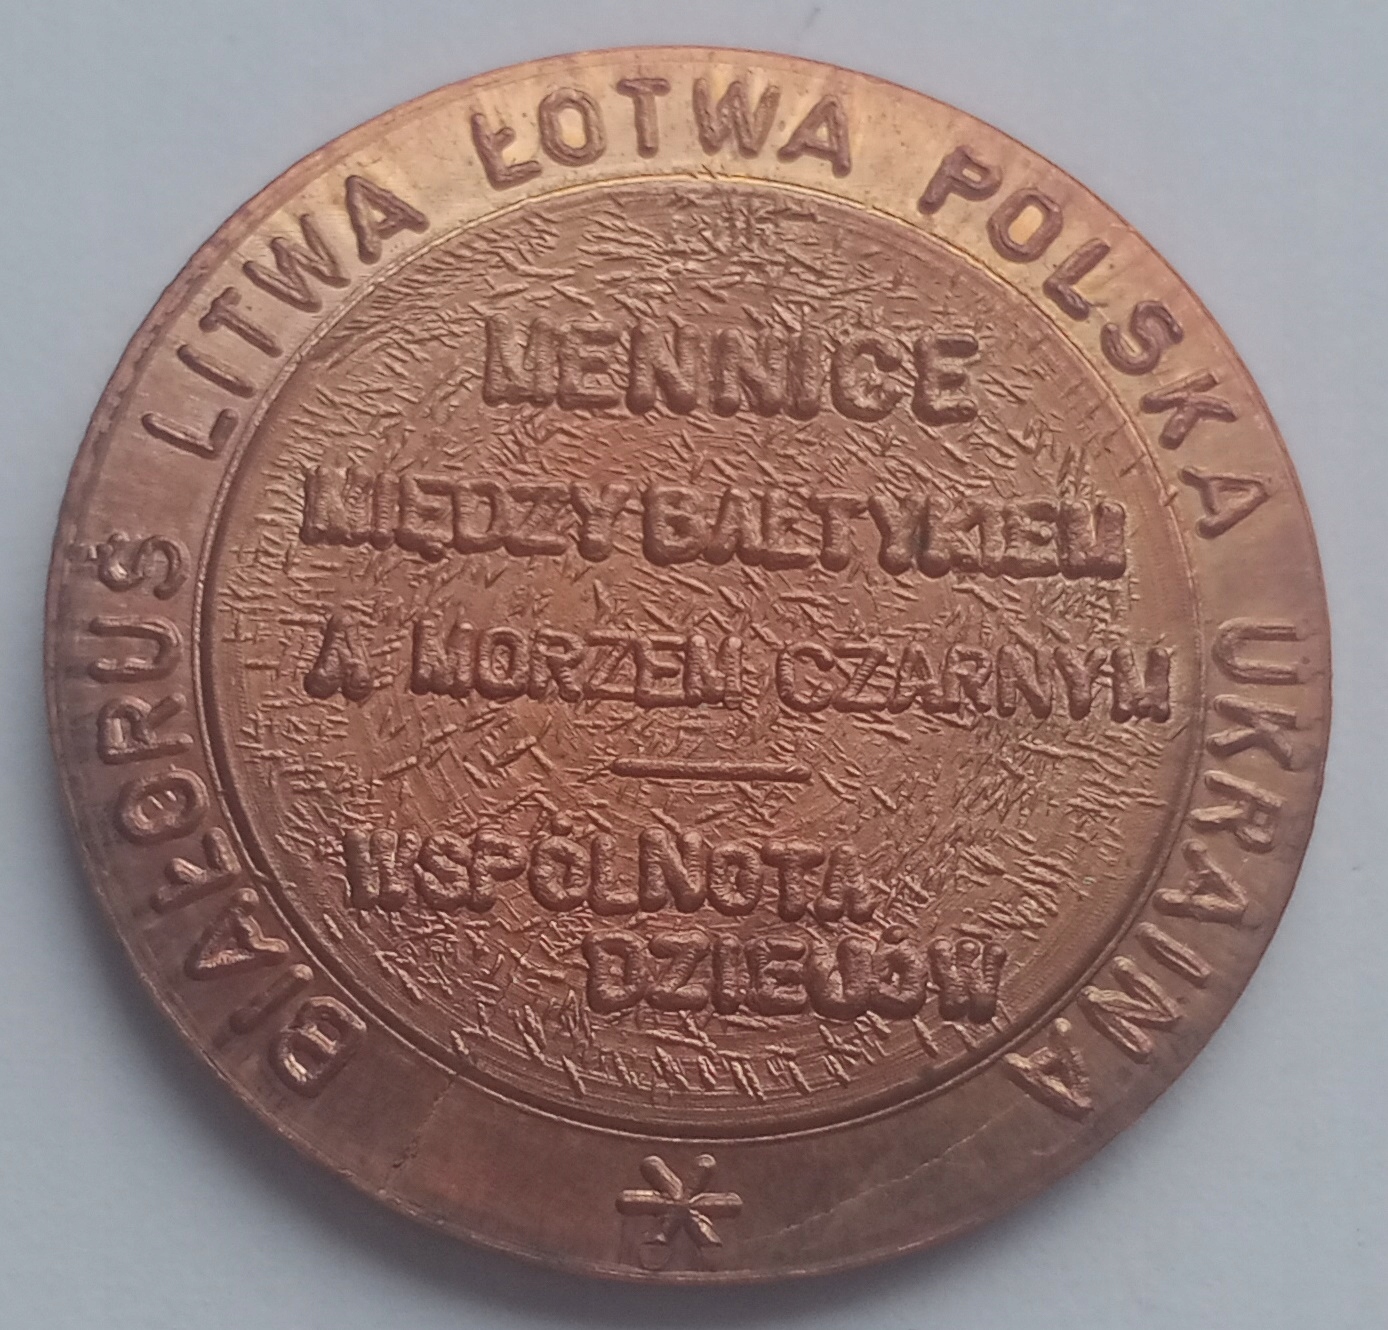 BIAŁORUŚ LITWA ŁOTWA POLSKA UKRAINA
MENNICE
MIĘDZY BAŁTYKIEM
A MORZEM CZARNYM
WSPÓLNOTA
DZIEJÓW